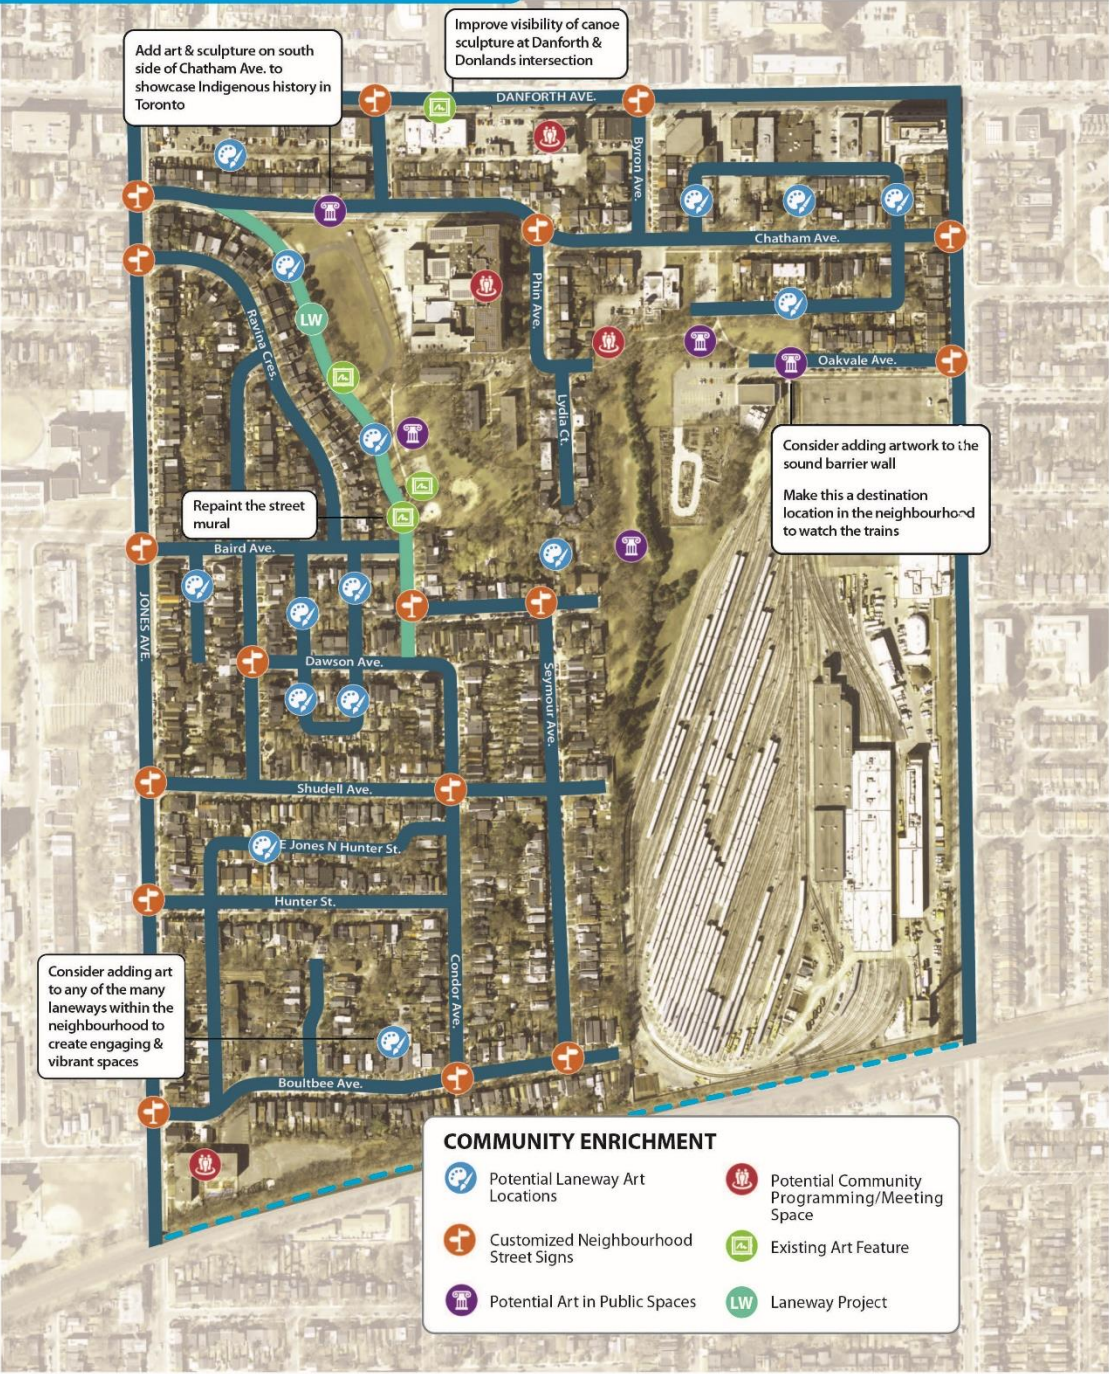 Improve visibility of canoe
sculpture at Danforth &
Donlands intersection
Add art & sculpture on south
side of Chatham Ave. to
showcase Indigenous history in
Toronto
DANFORTH AVE.
Byron Ave.
Chatham Ave.
Phin Ave.
Ravina Cres.
LW
Oakvale Ave.
Lydia Ct.
Consider adding artwork to the
sound barrier wall
Make this a destination
location in the neighbourhood
to watch the trains
Repaint the street
mural
Baird Ave.
JONES AVE.
Dawson Ave.
Seymour Ave.
Shudell Ave.
E Jones N Hunter St.
Hunter St.
Condor Ave.
Consider adding art
to any of the many
laneways within the
neighbourhood to
create engaging &
vibrant spaces
Boultbee Ave.
COMMUNITY ENRICHMENT
Potential Laneway Art
Locations
Customized Neighbourhood
Street Signs
Potential Art in Public Spaces
Potential Community
Programming/Meeting
Space
Existing Art Feature
LW Laneway Project